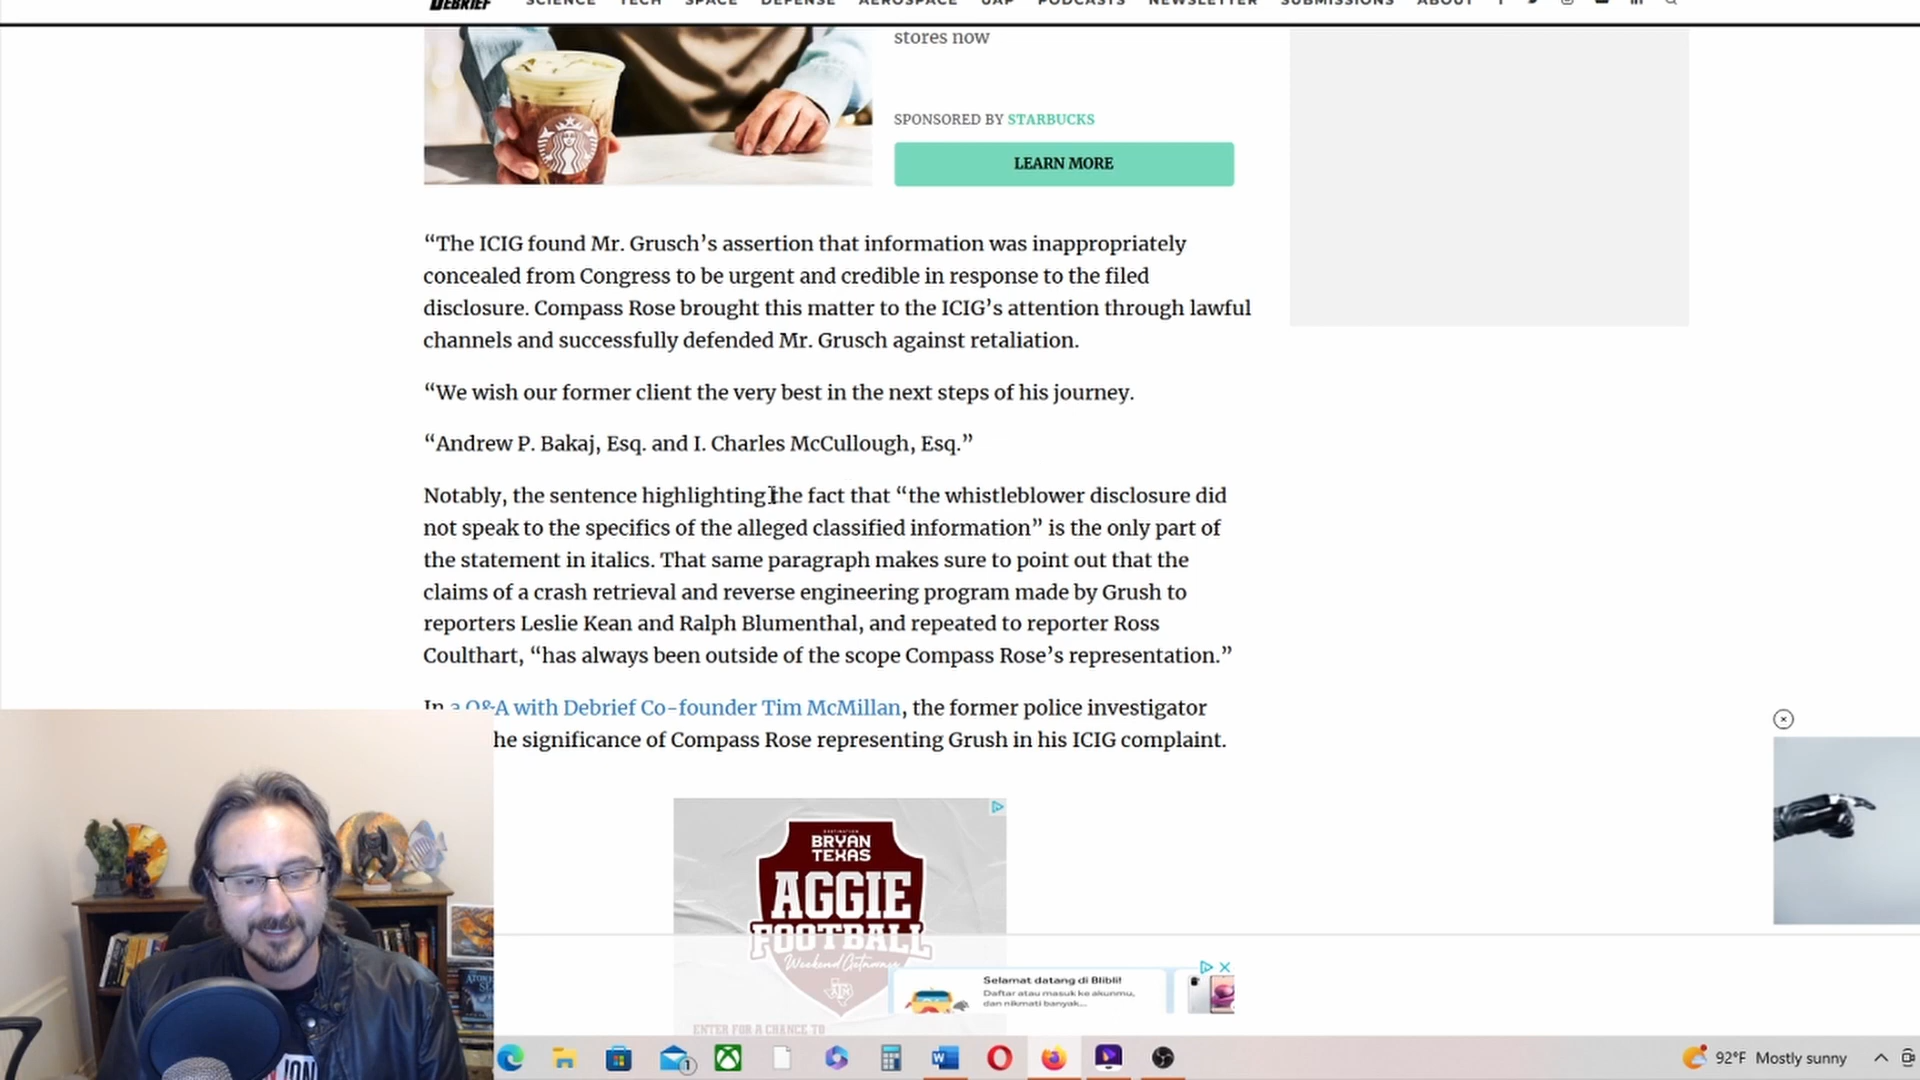 DEBRIEF
SCIENCE TECH SPACE DEFENSE AEROSPACE UAP PODCASTS NEWSLETTER SUBMISSIONS ABOUT
stores now
SPONSORED BY STARBUCKS
LEARN MORE
“The ICIG found Mr. Grusch’s assertion that information was inappropriately
concealed from Congress to be urgent and credible in response to the filed
disclosure. Compass Rose brought this matter to the ICIG’s attention through lawful
channels and successfully defended Mr. Grusch against retaliation.
“We wish our former client the very best in the next steps of his journey.
“Andrew P. Bakaj, Esq. and I. Charles McCullough, Esq.”
Notably, the sentence highlighting the fact that “the whistleblower disclosure did
not speak to the specifics of the alleged classified information” is the only part of
the statement in italics. That same paragraph makes sure to point out that the
claims of a crash retrieval and reverse engineering program made by Grush to
reporters Leslie Kean and Ralph Blumenthal, and repeated to reporter Ross
Coulthart, “has always been outside of the scope Compass Rose’s representation.”
In a Q&A with Debrief Co-founder Tim McMillan, the former police investigator
he significance of Compass Rose representing Grush in his ICIG complaint.
DESTINATION
BRYAN
TEXAS
AGGIE
FOOTBALL
Weekend Getaway
ENTER FOR A CHANCE TO
Selamat datang di Blibli!
Daftar atau masuk ke akunmu,
dan nikmati banyak...
1
92°F Mostly sunny